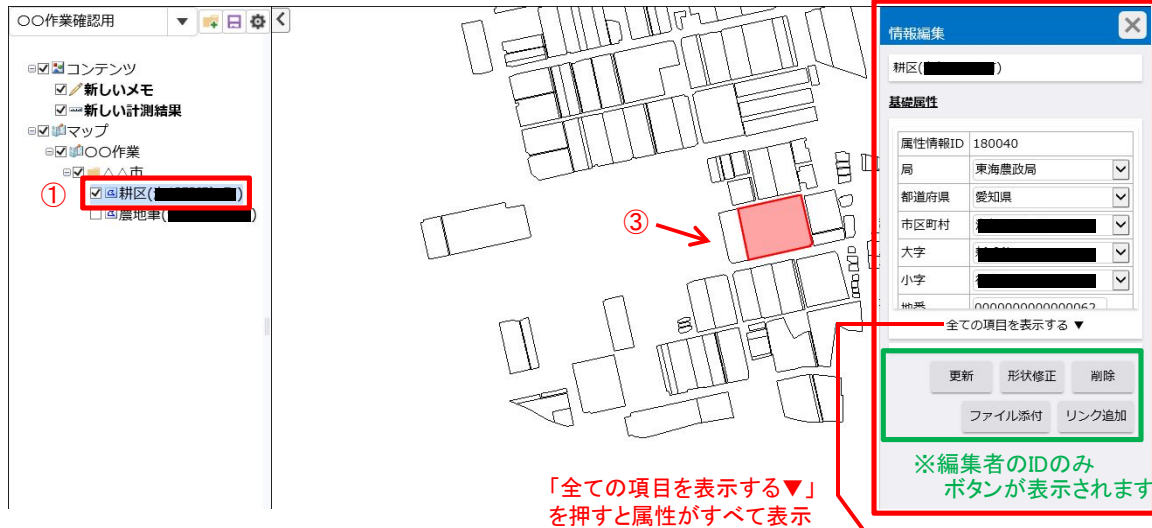 〇〇作業確認用
コンテンツ
新しいメモ
新しい計測結果
マップ
〇〇作業
△△市
①
耕区(
)
農地筆(
)
③
情報編集
耕区(
)
基礎属性
属性情報ID 180040
局 東海農政局
都道府県 愛知県
市区町村
大字
小字
地番 0000000000000062
全ての項目を表示する ▼
更新 形状修正 削除
ファイル添付 リンク追加
※編集者のIDのみ
ボタンが表示されます
「全ての項目を表示する▼」
を押すと属性がすべて表示